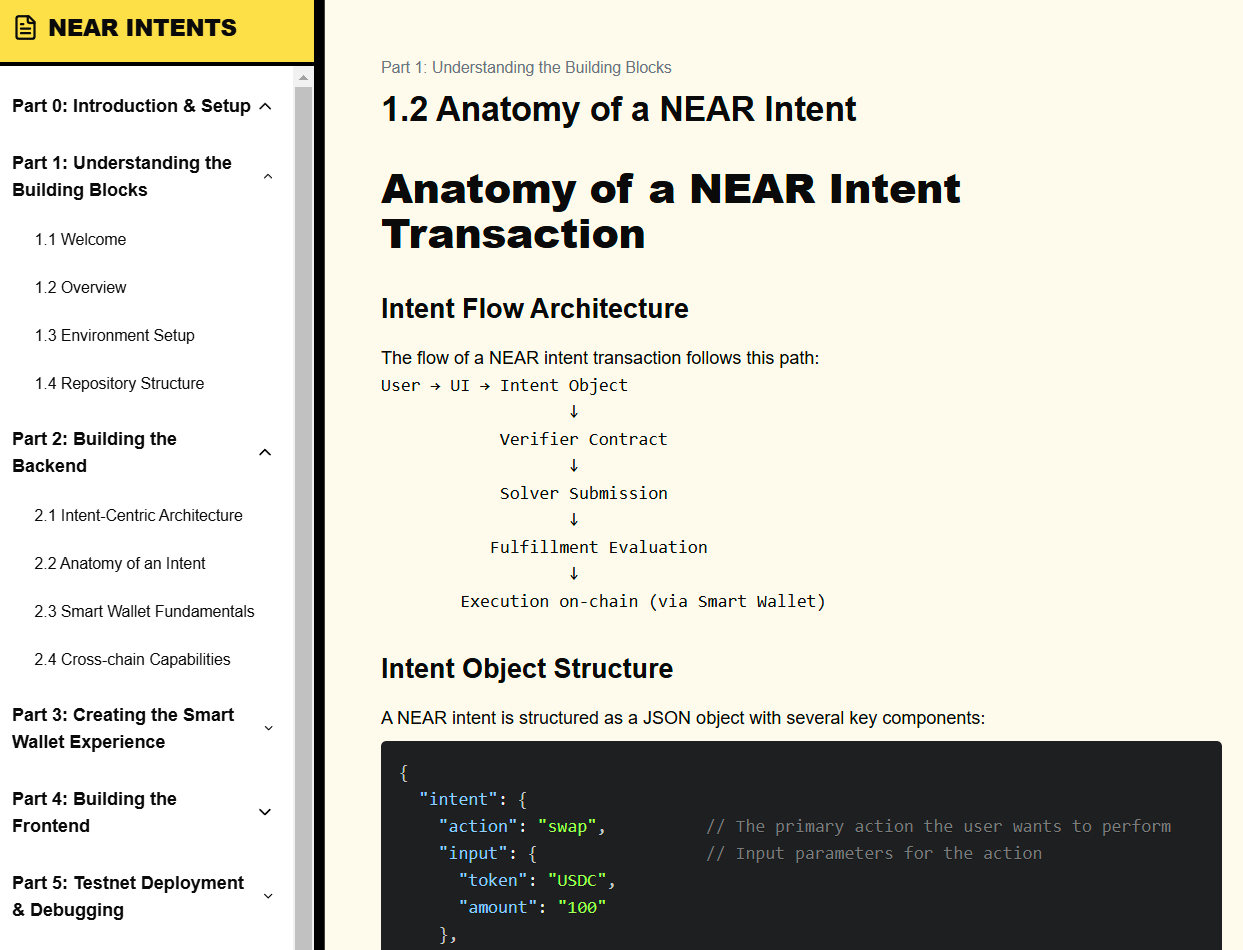 NEAR INTENTS
Part 0: Introduction & Setup
Part 1: Understanding the
Building Blocks
1.1 Welcome
1.2 Overview
1.3 Environment Setup
1.4 Repository Structure
Part 2: Building the
Backend
2.1 Intent-Centric Architecture
2.2 Anatomy of an Intent
2.3 Smart Wallet Fundamentals
2.4 Cross-chain Capabilities
Part 3: Creating the Smart
Wallet Experience
Part 4: Building the
Frontend
Part 5: Testnet Deployment
& Debugging
Part 1: Understanding the Building Blocks
1.2 Anatomy of a NEAR Intent
Anatomy of a NEAR Intent
Transaction
Intent Flow Architecture
The flow of a NEAR intent transaction follows this path:
User → UI → Intent Object
↓
Verifier Contract
↓
Solver Submission
↓
Fulfillment Evaluation
↓
Execution on-chain (via Smart Wallet)
Intent Object Structure
A NEAR intent is structured as a JSON object with several key components:
{
"intent": {
"action": "swap", // The primary action the user wants to perform
"input": { // Input parameters for the action
"token": "USDC",
"amount": "100"
},